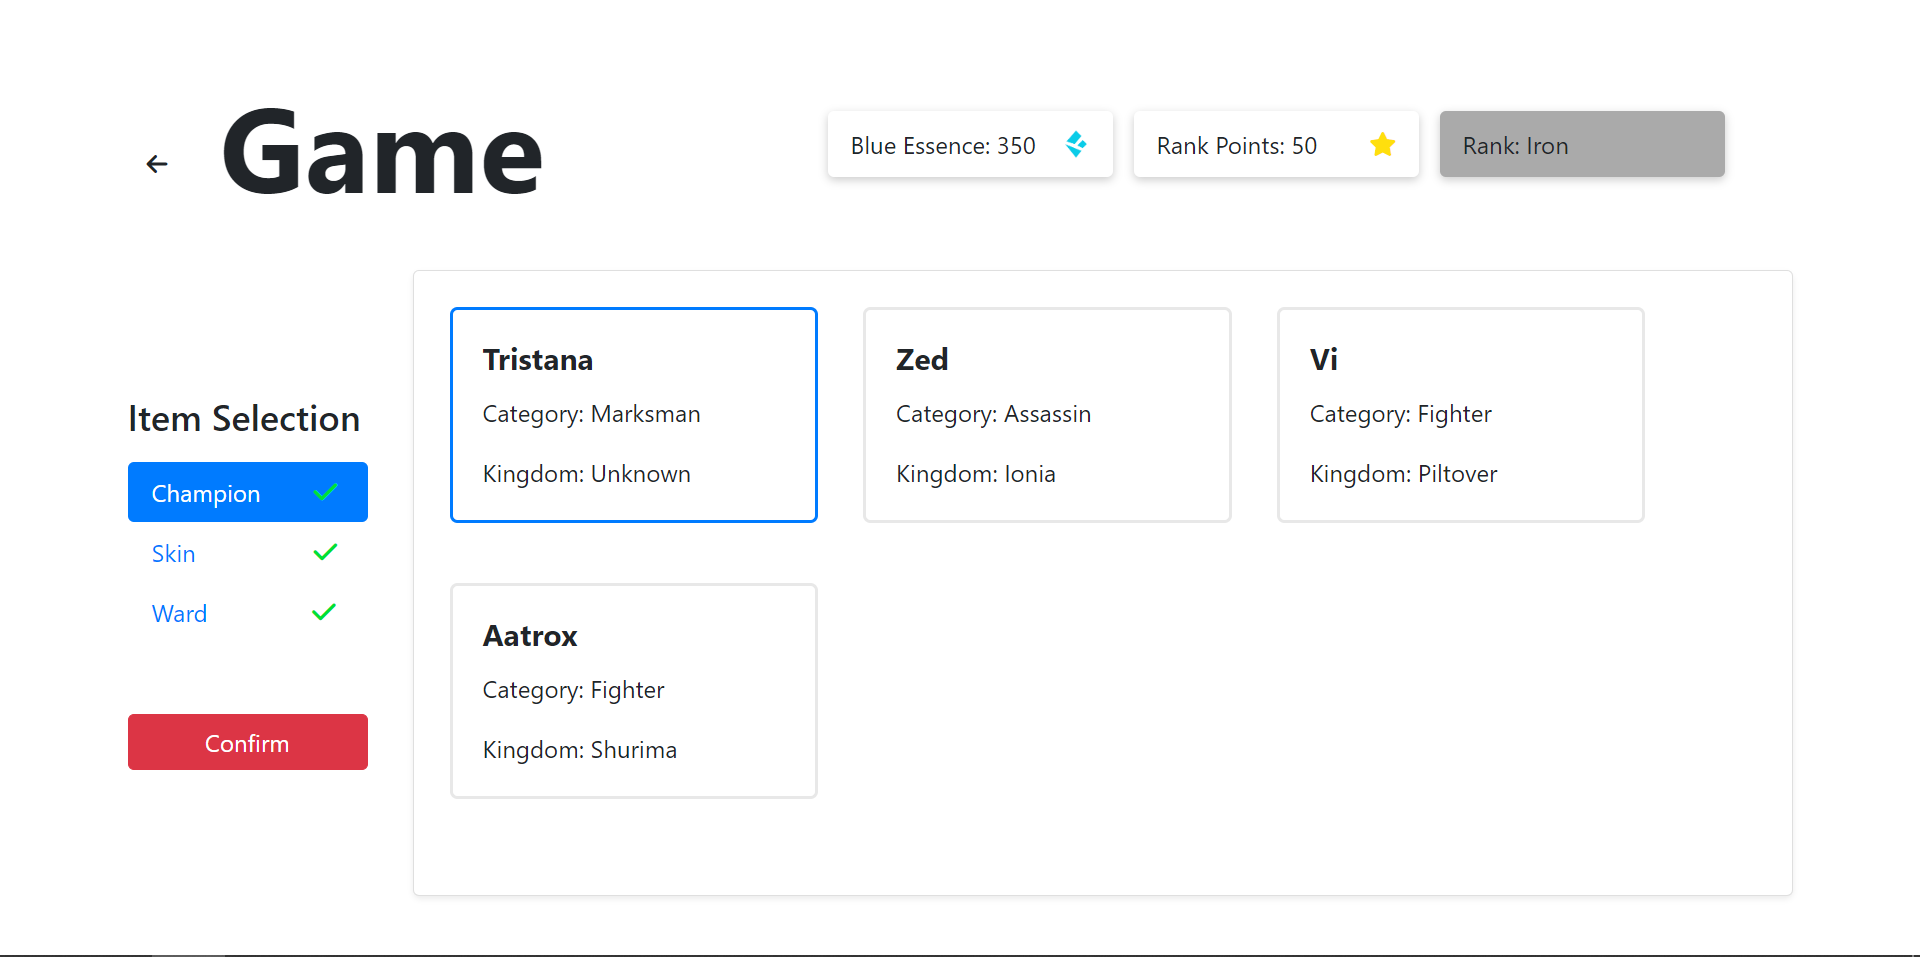 Game
Blue Essence: 350
Rank Points: 50
Rank: Iron
Item Selection
Champion
Skin
Ward
Confirm
Tristana
Category: Marksman
Kingdom: Unknown
Zed
Category: Assassin
Kingdom: Ionia
Vi
Category: Fighter
Kingdom: Piltover
Aatrox
Category: Fighter
Kingdom: Shurima